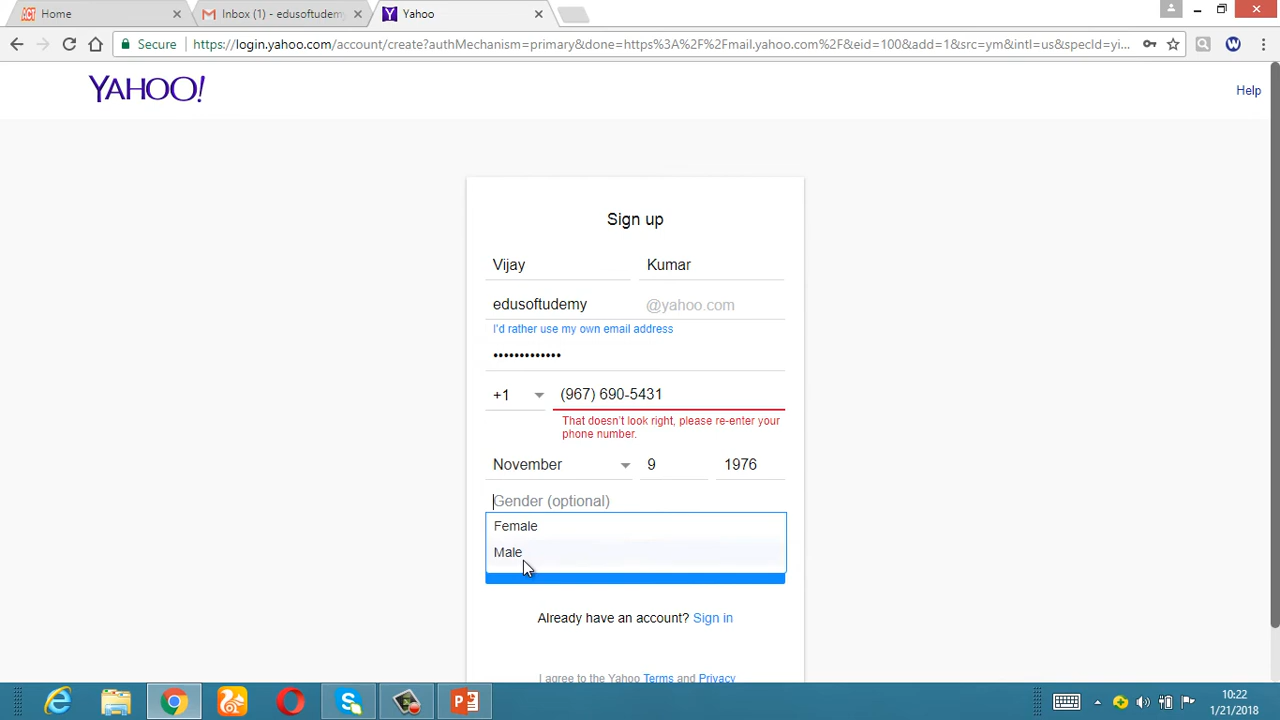 Home
Inbox (1) - edusoftudemy
Yahoo
Secure
https://login.yahoo.com/account/create?authMechanism=primary&done=https%3A%2F%2Fmail.yahoo.com%2F&eid=100&add=1&src=ym&intl=us&specId=yi...
YAHOO!
Help
Sign up
Vijay
Kumar
edusoftudemy
@yahoo.com
I'd rather use my own email address
•••••••••••••
+1
(967) 690-5431
That doesn't look right, please re-enter your
phone number.
November
9
1976
Gender (optional)
Female
Male
Already have an account? Sign in
I agree to the Yahoo Terms and Privacy
10:22
1/21/2018